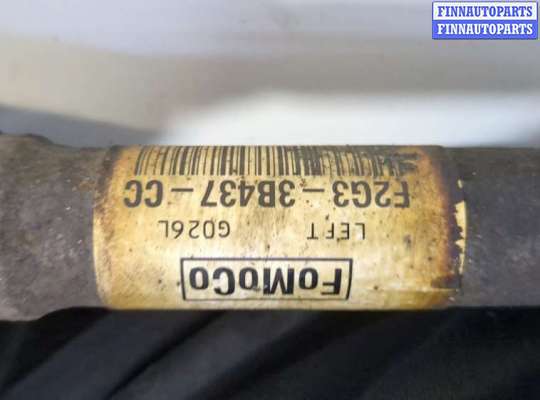 FINNAUTOPARTS
FINNAUTOPARTS
FoMoCo
LEFT G026L
F2G3-3B437-CC